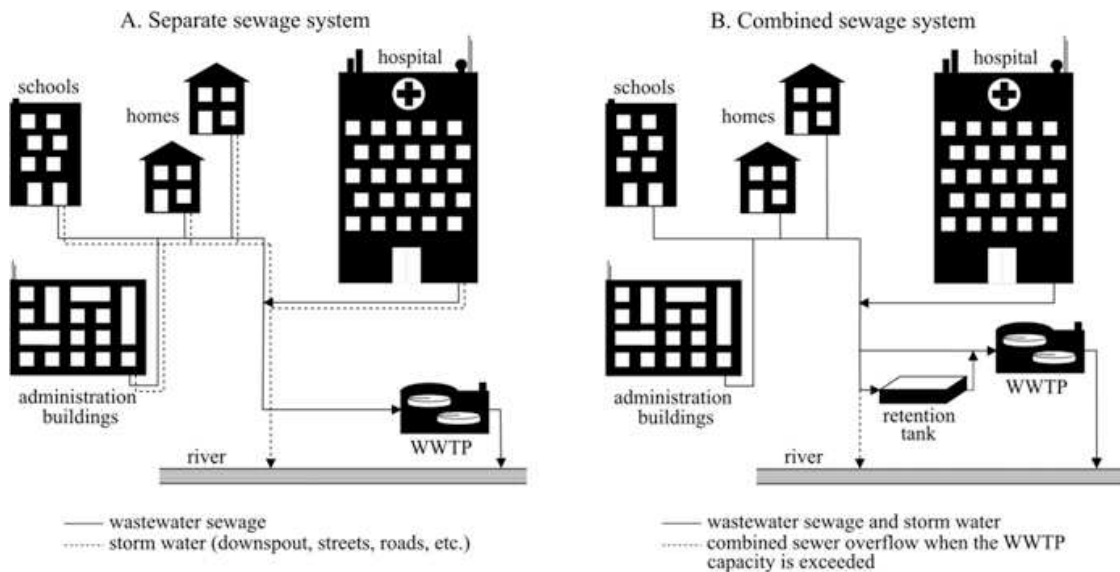 A. Separate sewage system
hospital
schools
homes
administration
buildings
WWTP
river
wastewater sewage
storm water (downspout, streets, roads, etc.)
B. Combined sewage system
hospital
schools
homes
administration
buildings
WWTP
retention
tank
river
wastewater sewage and storm water
combined sewer overflow when the WWTP
capacity is exceeded